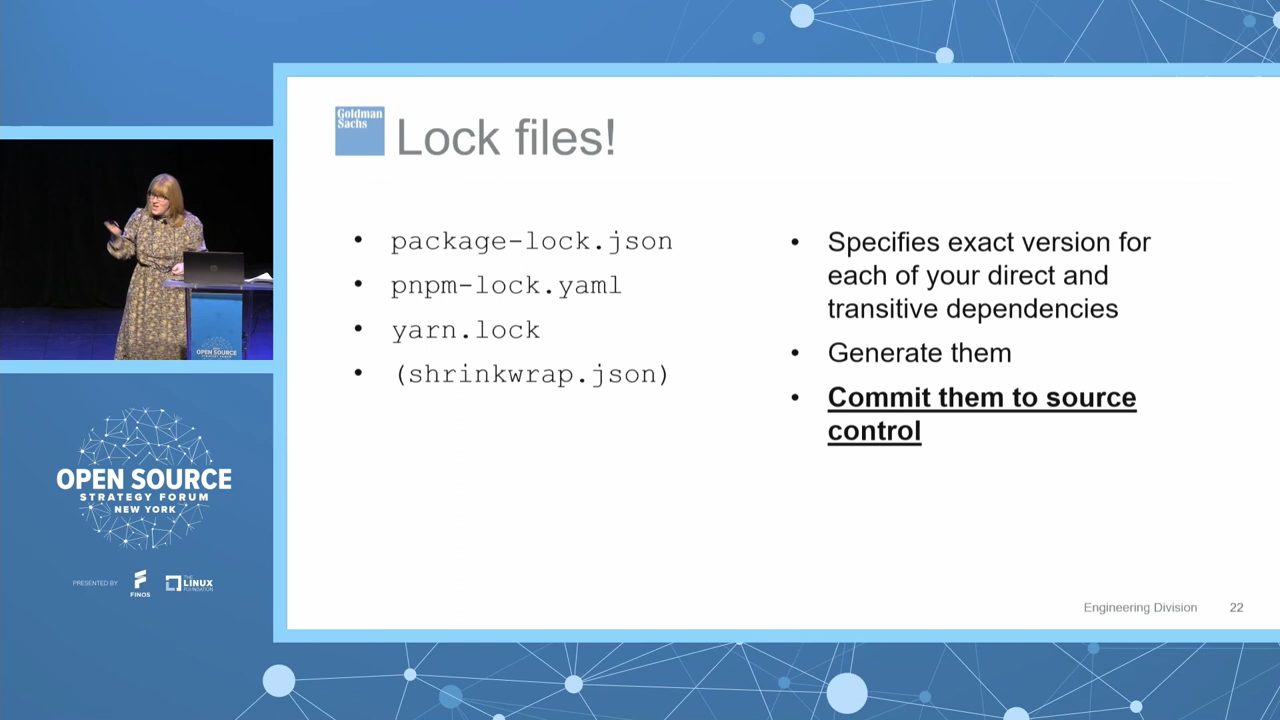 Goldman
Sachs
Lock files!
• package-lock.json
• pnpm-lock.yaml
• yarn.lock
• (shrinkwrap.json)
• Specifies exact version for
each of your direct and
transitive dependencies
• Generate them
• Commit them to source
control
Engineering Division 22
OPEN SOURCE
OPEN SOURCE
STRATEGY FORUM
NEW YORK
PRESENTED BY
FINOS
THE
LINUX
FOUNDATION